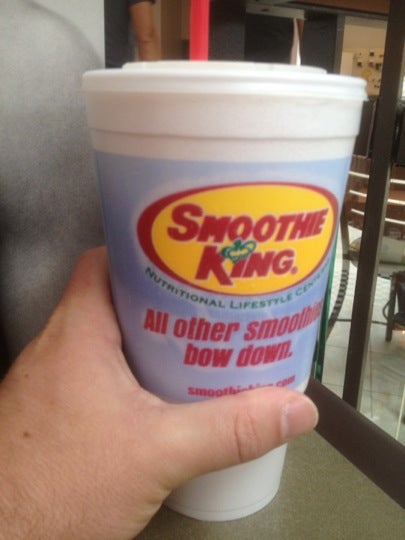 SMOOTHIE
KING®
NUTRITIONAL LIFESTYLE
All other
bow down.